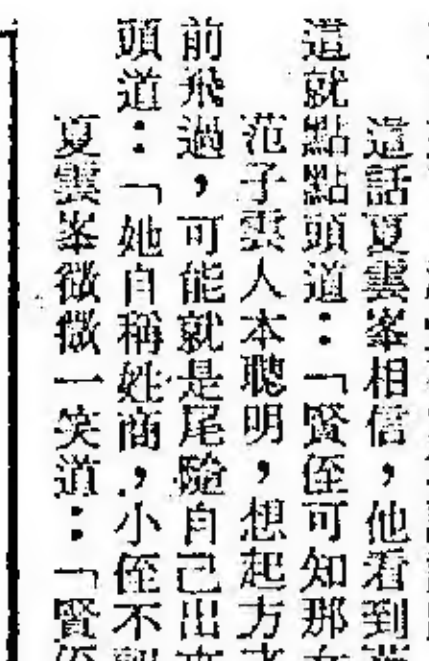 這話夏雲峯相信，他看到
這就點點頭道：「賢侄可知那
范子雲人本聰明，想起方才
前飛過，可能就是尾隨自己出
頭道：「她自稱姓商，小侄不
夏雲峯微微一笑道：「賢侄